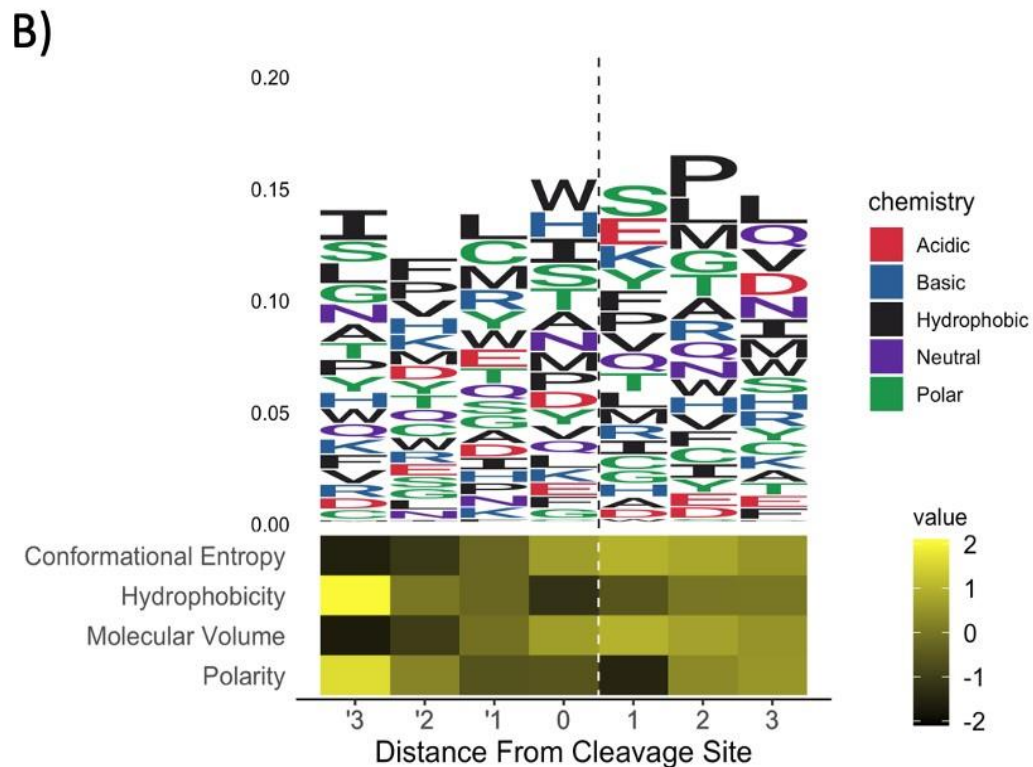 B)
0.20
0.15
0.10
0.05
0.00
I S L G N A T P Y H W Q K F V R D C
F P V H K M D Y T Q C W R E S G L N
L C M R Y W E T Q S G A D I H P N K
W H I S T A N M P D Y V Q L K E F G
S E K Y F P V Q T L M R I C G H A D
P L M G T A R Q N W H V F C I Y E D
L Q V D N I M W S H R Y C K A T E F
chemistry
Acidic
Basic
Hydrophobic
Neutral
Polar
Conformational Entropy
Hydrophobicity
Molecular Volume
Polarity
value
2
1
0
-1
-2
'3 '2 '1 0 1 2 3
Distance From Cleavage Site